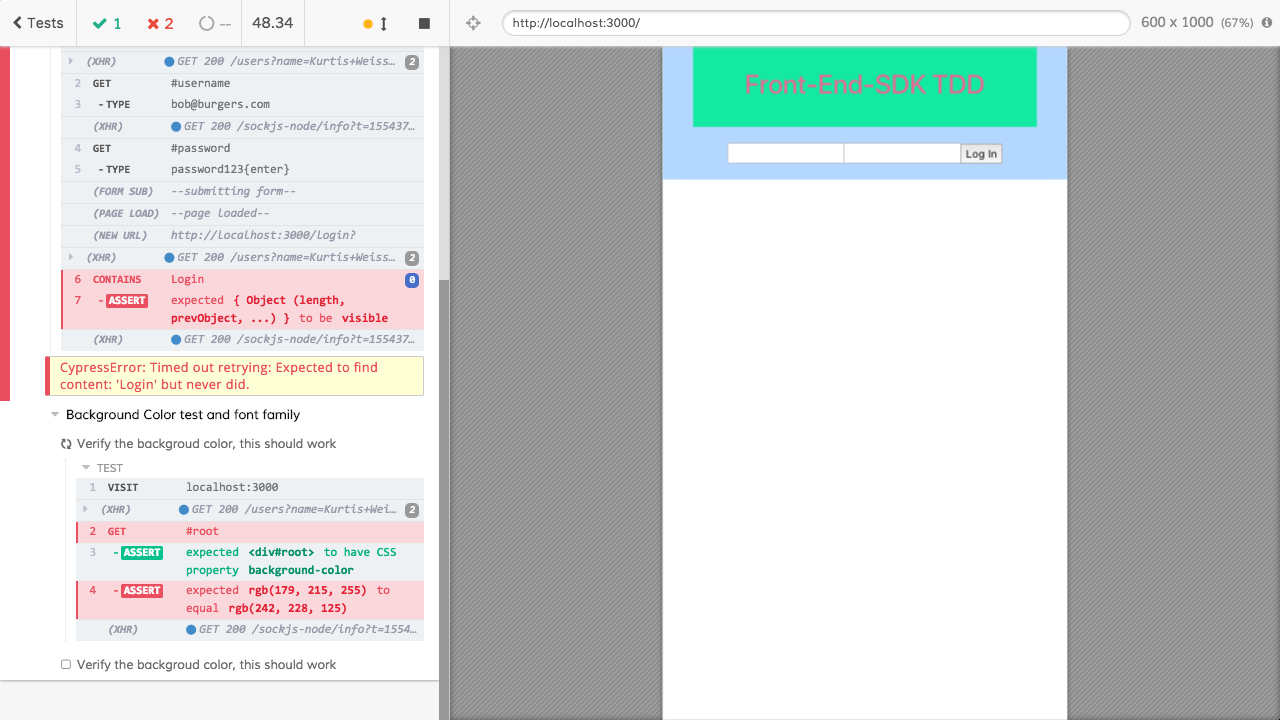 Tests 1 2 -- 48.34 http://localhost:3000/ 600 x 1000 (67%)
(XHR) GET 200 /users?name=Kurtis+Weiss... 2
2 GET #username
3 -TYPE bob@burgers.com
(XHR) GET 200 /sockjs-node/info?t=155437...
4 GET #password
5 -TYPE password123{enter}
(FORM SUB) --submitting form--
(PAGE LOAD) --page loaded--
(NEW URL) http://localhost:3000/login?
(XHR) GET 200 /users?name=Kurtis+Weiss... 2
6 CONTAINS Login 0
7 -ASSERT expected { Object (length,
prevObject, ...) } to be visible
(XHR) GET 200 /sockjs-node/info?t=155437...
CypressError: Timed out retrying: Expected to find
content: 'Login' but never did.
Background Color test and font family
Verify the backgroud color, this should work
TEST
1 VISIT localhost:3000
(XHR) GET 200 /users?name=Kurtis+Wei... 2
2 GET #root
3 -ASSERT expected <div#root> to have CSS
property background-color
4 -ASSERT expected rgb(179, 215, 255) to
equal rgb(242, 228, 125)
(XHR) GET 200 /sockjs-node/info?t=1554...
Verify the backgroud color, this should work
Front-End-SDK TDD
Log In